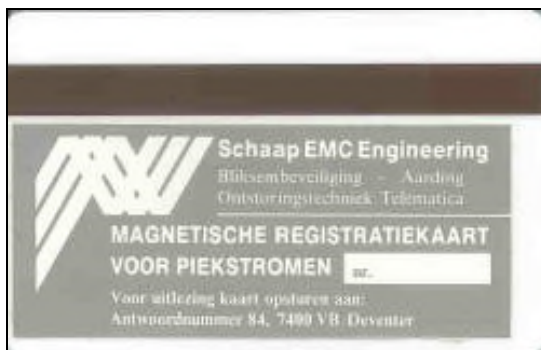 Schaap EMC Engineering
Bliksembeveiliging - Aarding
Ontstoringstechniek Telematica
MAGNETISCHE REGISTRATIEKAART
VOOR PIEKSTROMEN nr.
Voor uitlezing kaart opsturen aan:
Antwoordnummer 84, 7400 VB Deventer